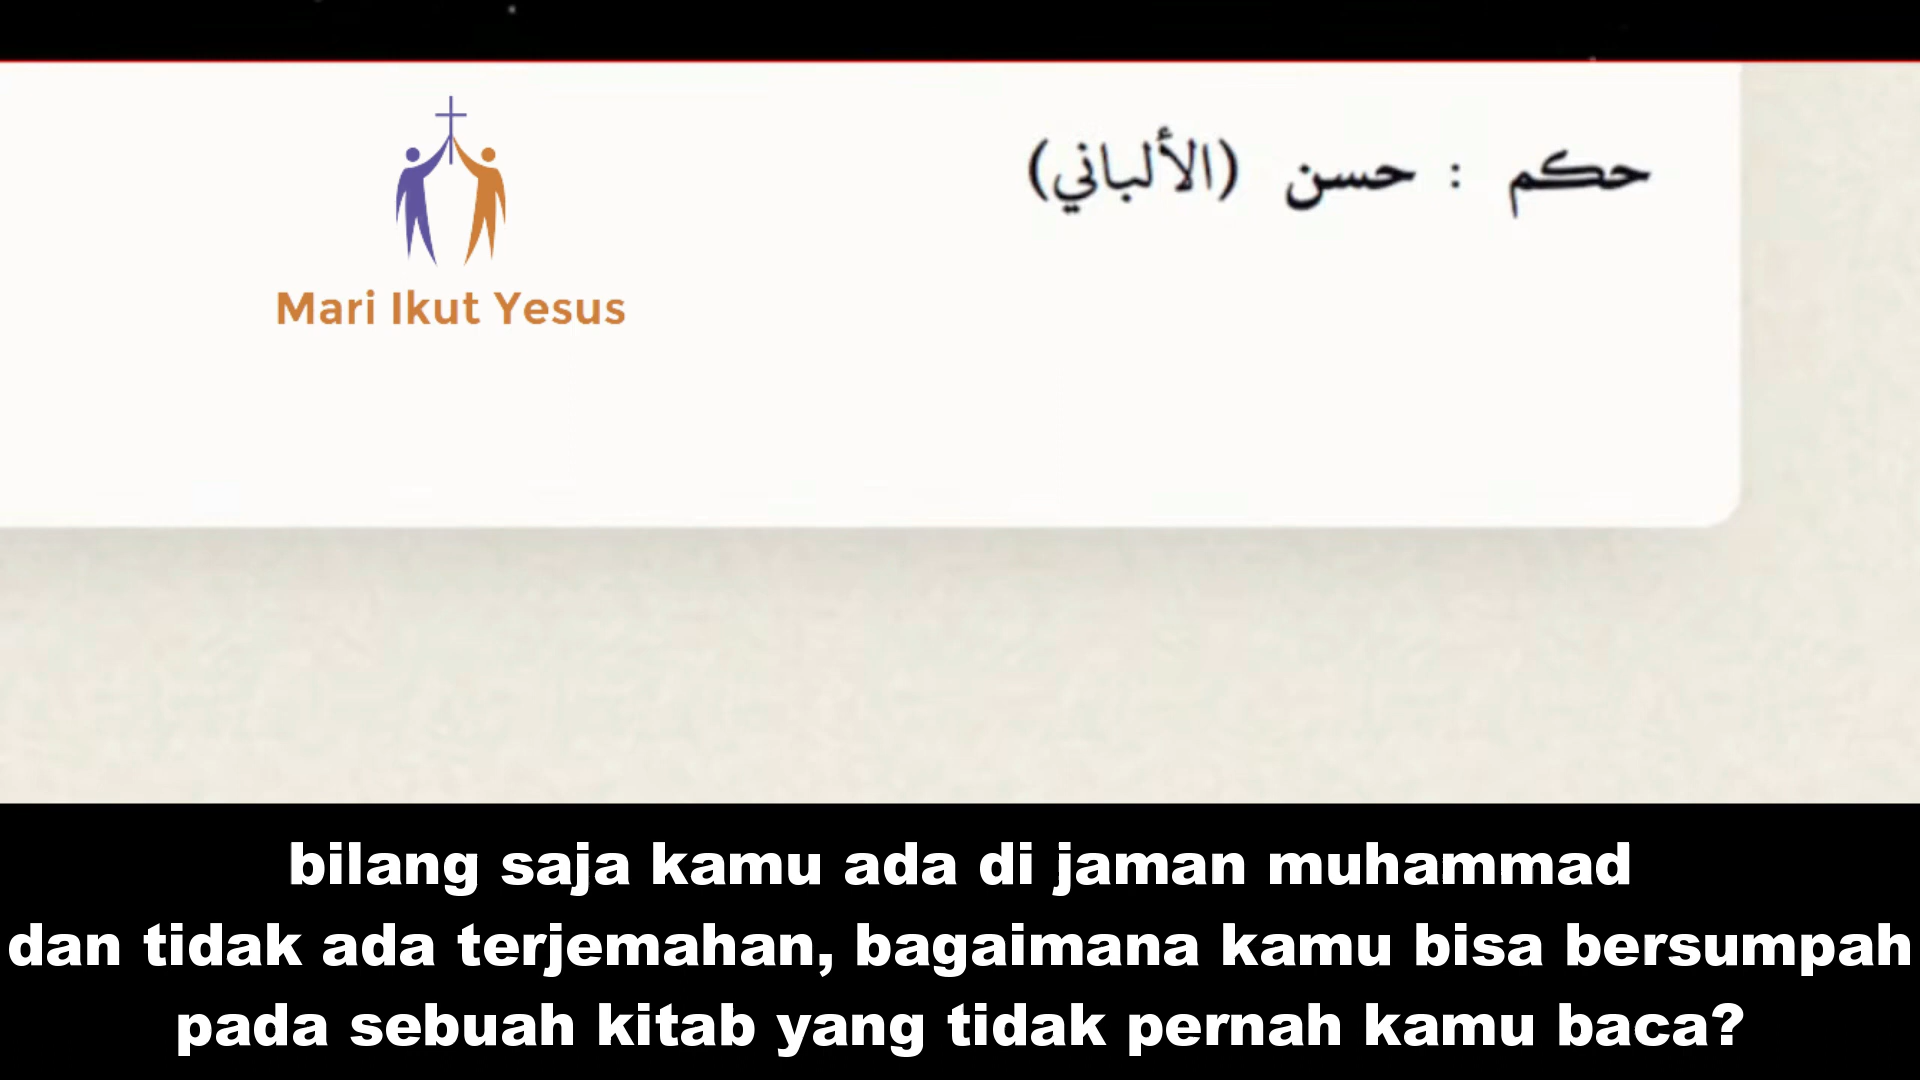 حكم : حسن (الألباني)
Mari Ikut Yesus
bilang saja kamu ada di jaman muhammad
dan tidak ada terjemahan, bagaimana kamu bisa bersumpah
pada sebuah kitab yang tidak pernah kamu baca?